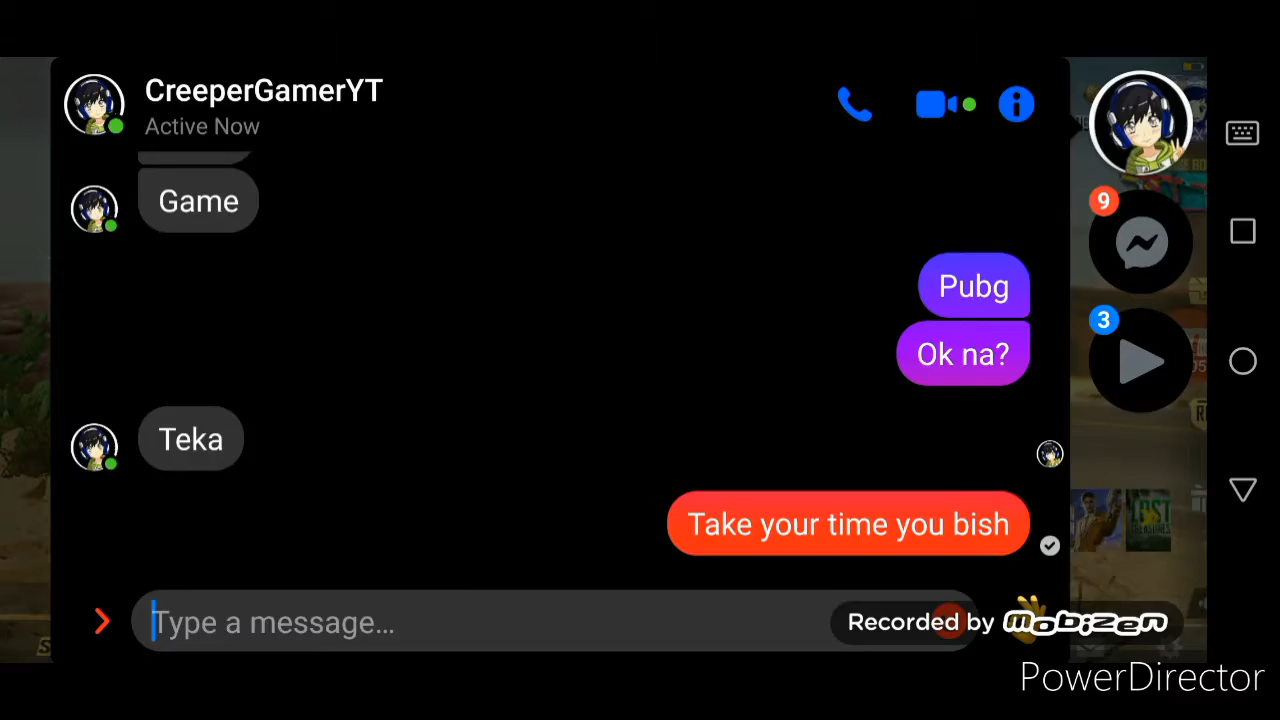 CreeperGamerYT
Active Now
Game
Pubg
Ok na?
Teka
Take your time you bish
Type a message...
9
3
Recorded by mobizen
PowerDirector